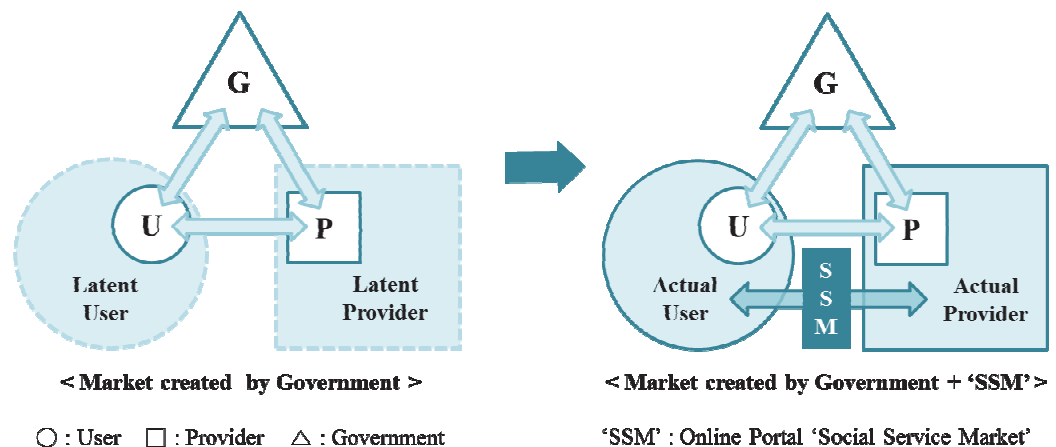 G
U
P
Latent
User
Latent
Provider
< Market created by Government >
○ : User □ : Provider △ : Government
G
U
P
S
S
M
Actual
User
Actual
Provider
< Market created by Government + ‘SSM’ >
‘SSM’ : Online Portal ‘Social Service Market’